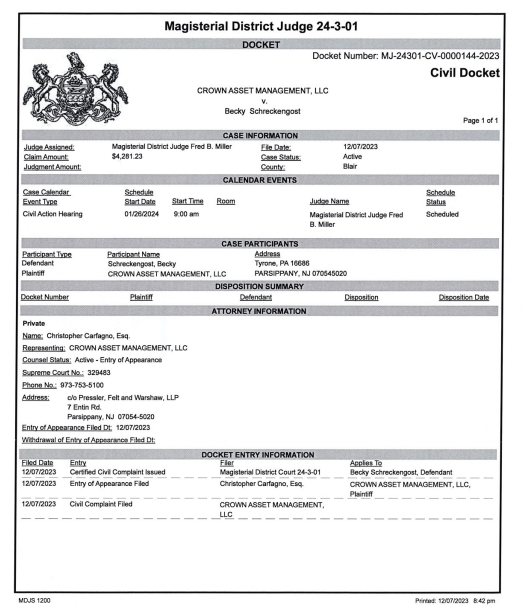 Magisterial District Judge 24-3-01
DOCKET
Docket Number: MJ-24301-CV-0000144-2023
Civil Docket
CROWN ASSET MANAGEMENT, LLC
v.
Becky Schreckengost
Page 1 of 1
CASE INFORMATION
Judge Assigned: Magisterial District Judge Fred B. Miller File Date: 12/07/2023
Claim Amount: $4,281.23 Case Status: Active
Judgment Amount: County: Blair
CALENDAR EVENTS
Case Calendar Schedule Schedule
Event Type Start Date Start Time Room Judge Name Status
Civil Action Hearing 01/26/2024 9:00 am Magisterial District Judge Fred Scheduled
B. Miller
CASE PARTICIPANTS
Participant Type Participant Name Address
Defendant Schreckengost, Becky Tyrone, PA 16686
Plaintiff CROWN ASSET MANAGEMENT, LLC PARSIPPANY, NJ 070545020
DISPOSITION SUMMARY
Docket Number Plaintiff Defendant Disposition Disposition Date
ATTORNEY INFORMATION
Private
Name: Christopher Carfagno, Esq.
Representing: CROWN ASSET MANAGEMENT, LLC
Counsel Status: Active - Entry of Appearance
Supreme Court No.: 329483
Phone No.: 973-753-5100
Address: c/o Pressler, Felt and Warshaw, LLP
7 Entin Rd.
Parsippany, NJ 07054-5020
Entry of Appearance Filed Dt: 12/07/2023
Withdrawal of Entry of Appearance Filed Dt:
DOCKET ENTRY INFORMATION
Filed Date Entry Filer Applies To
12/07/2023 Certified Civil Complaint Issued Magisterial District Court 24-3-01 Becky Schreckengost, Defendant
12/07/2023 Entry of Appearance Filed Christopher Carfagno, Esq. CROWN ASSET MANAGEMENT, LLC,
Plaintiff
12/07/2023 Civil Complaint Filed CROWN ASSET MANAGEMENT,
LLC
MDJS 1200 Printed: 12/07/2023 8:42 pm